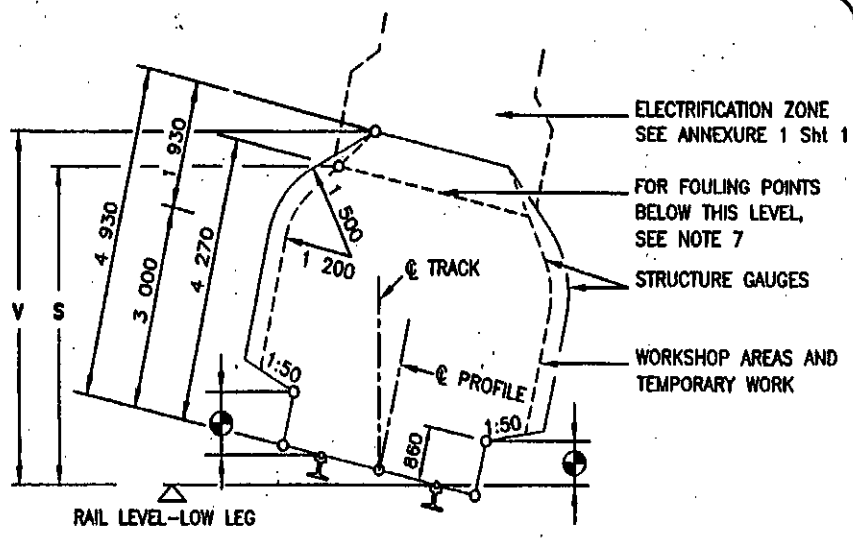 ELECTRIFICATION ZONE
SEE ANNEXURE 1 Sht 1
FOR FOULING POINTS
BELOW THIS LEVEL,
SEE NOTE 7
STRUCTURE GAUGES
WORKSHOP AREAS AND
TEMPORARY WORK
1 930
4 930
3 000
4 270
1 500
1 200
V
S
℄ TRACK
℄ PROFILE
1:50
1:50
860
RAIL LEVEL-LOW LEG